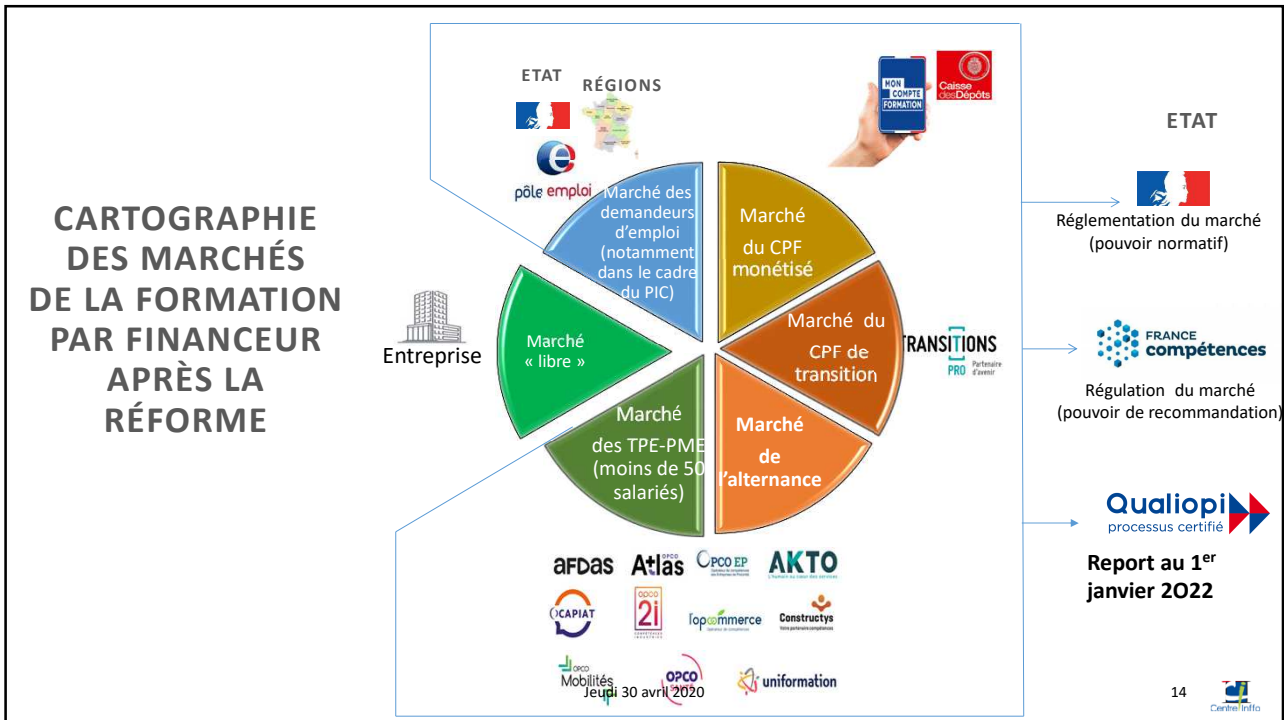 CARTOGRAPHIE
DES MARCHÉS
DE LA FORMATION
PAR FINANCEUR
APRÈS LA
RÉFORME
ETAT
RÉGIONS
pôle emploi
MON
COMPTE
FORMATION
Caisse
desDépôts
Marché des
demandeurs
d'emploi
(notamment
dans le cadre
du PIC)
Marché
du CPF
monétisé
Marché du
CPF de
transition
TRANSITIONS
PRO
Partenaire
d'avenir
Marché
de
l'alternance
Marché
des TPE-PME
(moins de 50
salariés)
Marché
« libre »
Entreprise
afDas
OPCO
Atlas
OPCO EP
AKTO
OCAPIAT
opco
2i
l'opcommerce
Constructys
OPCO
Mobilités
OPCO
SANTÉ
uniformation
Jeudi 30 avril 2020
ETAT
Réglementation du marché
(pouvoir normatif)
FRANCE
compétences
Régulation du marché
(pouvoir de recommandation)
Qualiopi
processus certifié
Report au 1er
janvier 2022
14
Centre Inffo